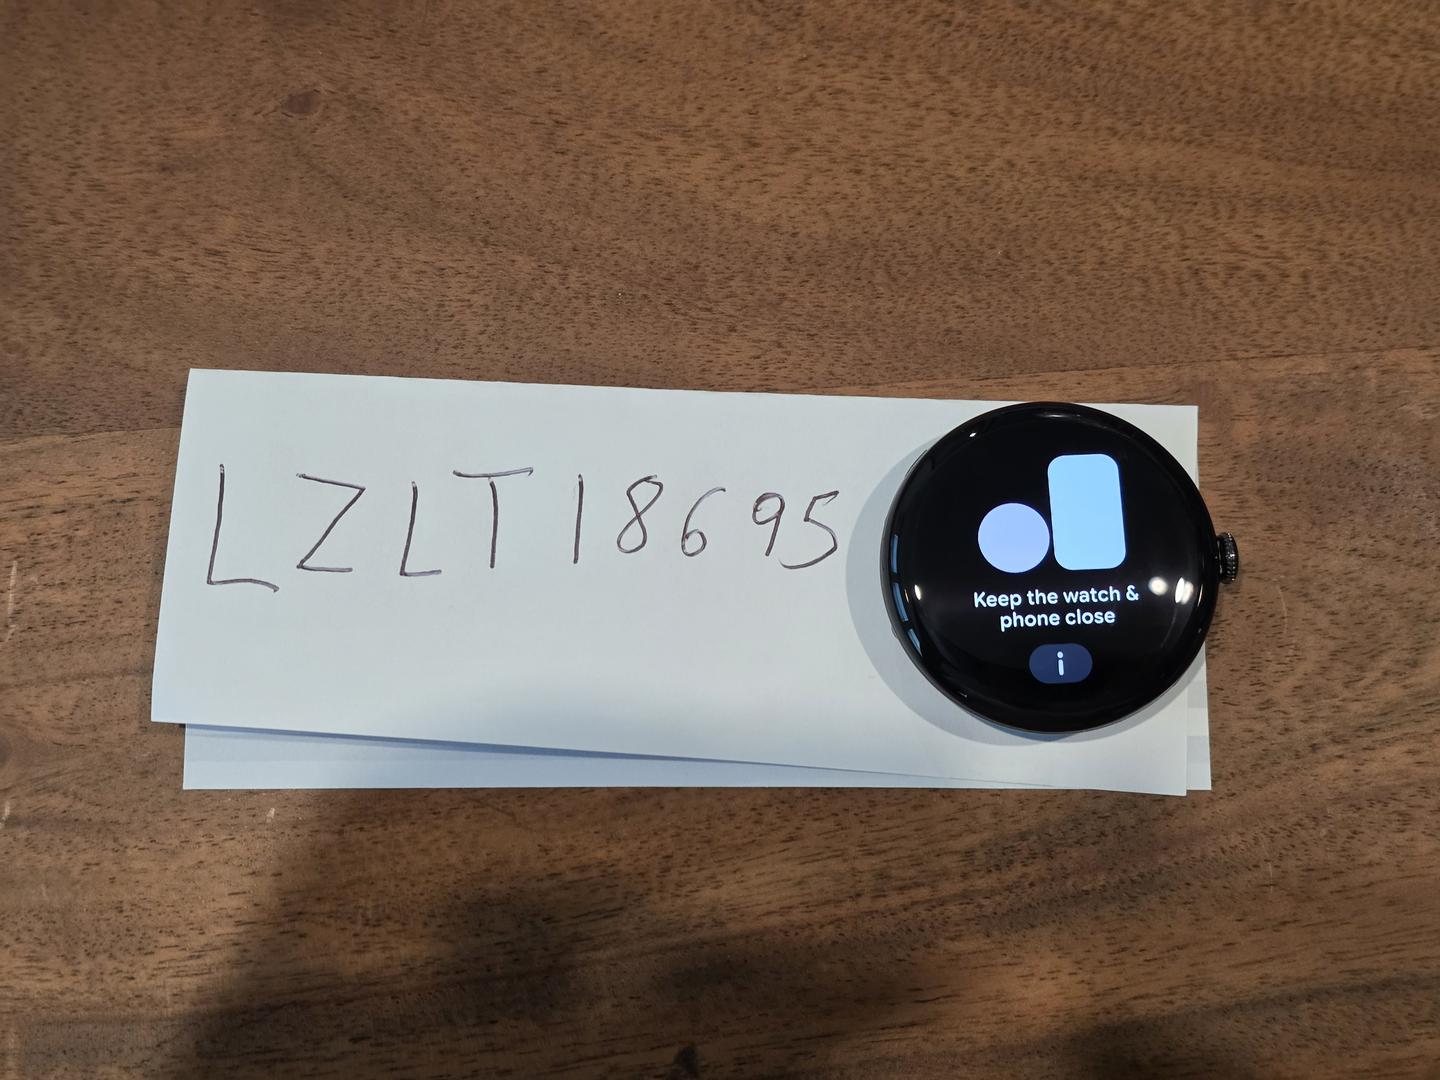 LZLT18695
Keep the watch &
phone close
i